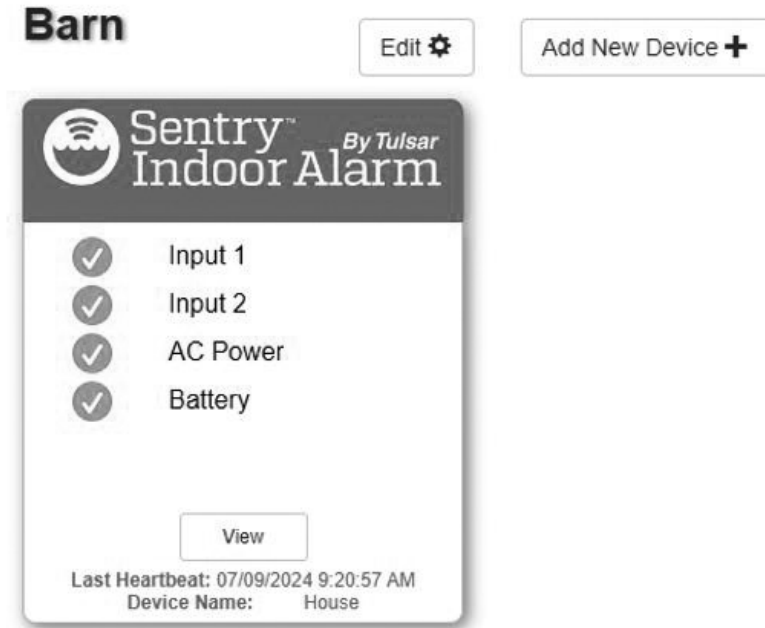 Barn
Edit
Add New Device
Sentry™ By Tulsar
Indoor Alarm
Input 1
Input 2
AC Power
Battery
View
Last Heartbeat: 07/09/2024 9:20:57 AM
Device Name: House